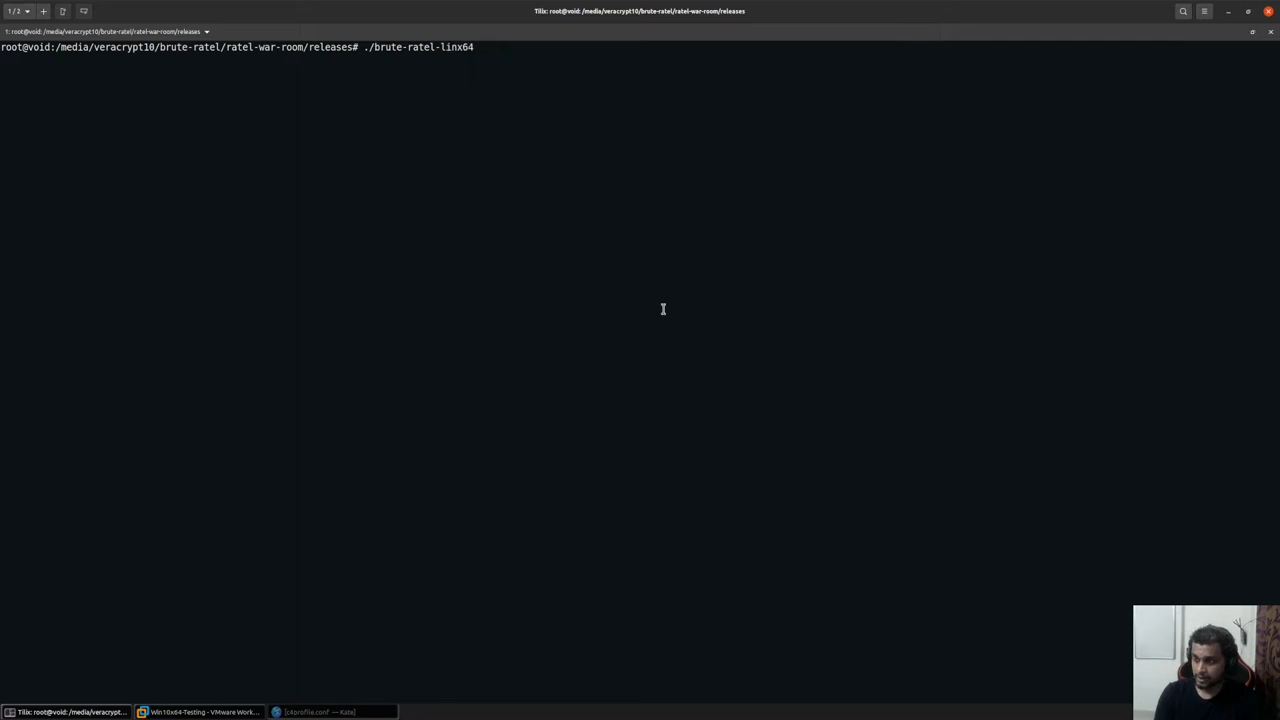 1 / 2
Tilix: root@void:/media/veracrypt10/brute-ratel/ratel-war-room/releases
1: root@void:/media/veracrypt10/brute-ratel/ratel-war-room/releases
root@void:/media/veracrypt10/brute-ratel/ratel-war-room/releases# ./brute-ratel-linx64
Tilix: root@void:/media/veracrypt... Win10x64-Testing - VMware Work... [c4profile.conf — Kate]